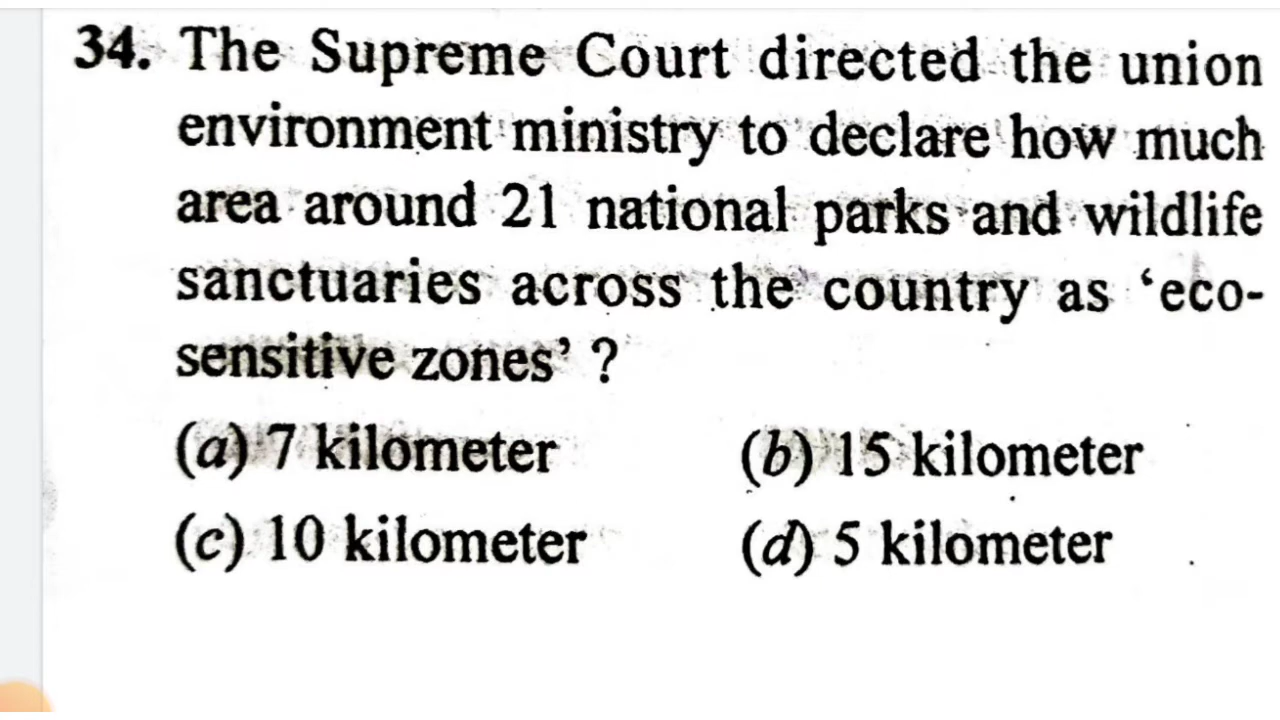 34. The Supreme Court directed the union
environment ministry to declare how much
area around 21 national parks and wildlife
sanctuaries across the country as ‘eco-
sensitive zones’ ?
(a) 7 kilometer (b) 15 kilometer
(c) 10 kilometer (d) 5 kilometer